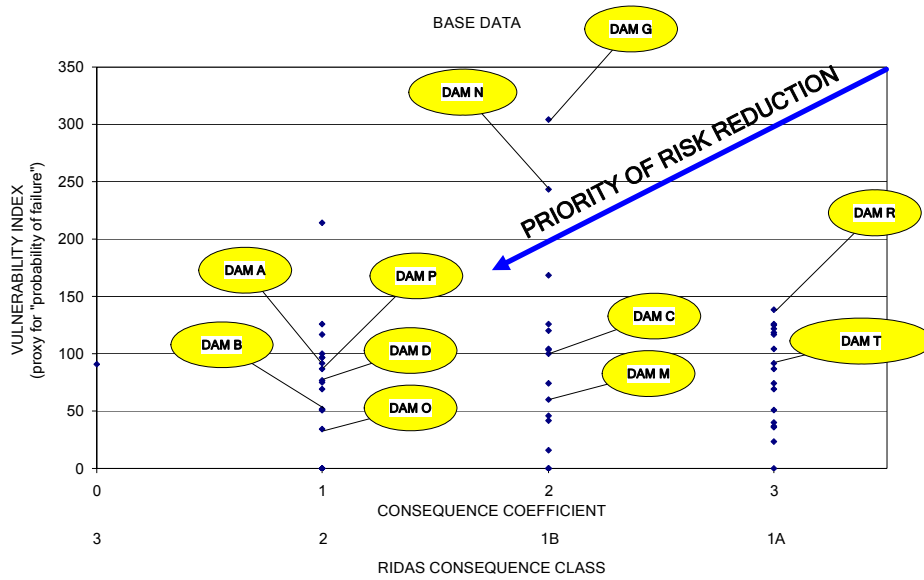 BASE DATA
DAM G
DAM N
PRIORITY OF RISK REDUCTION
DAM R
DAM A
DAM P
DAM C
DAM T
DAM B
DAM D
DAM M
DAM O
VULNERABILITY INDEX
(proxy for "probability of failure")
350
300
250
200
150
100
50
0
0 1 2 3
CONSEQUENCE COEFFICIENT
3 2 1B 1A
RIDAS CONSEQUENCE CLASS